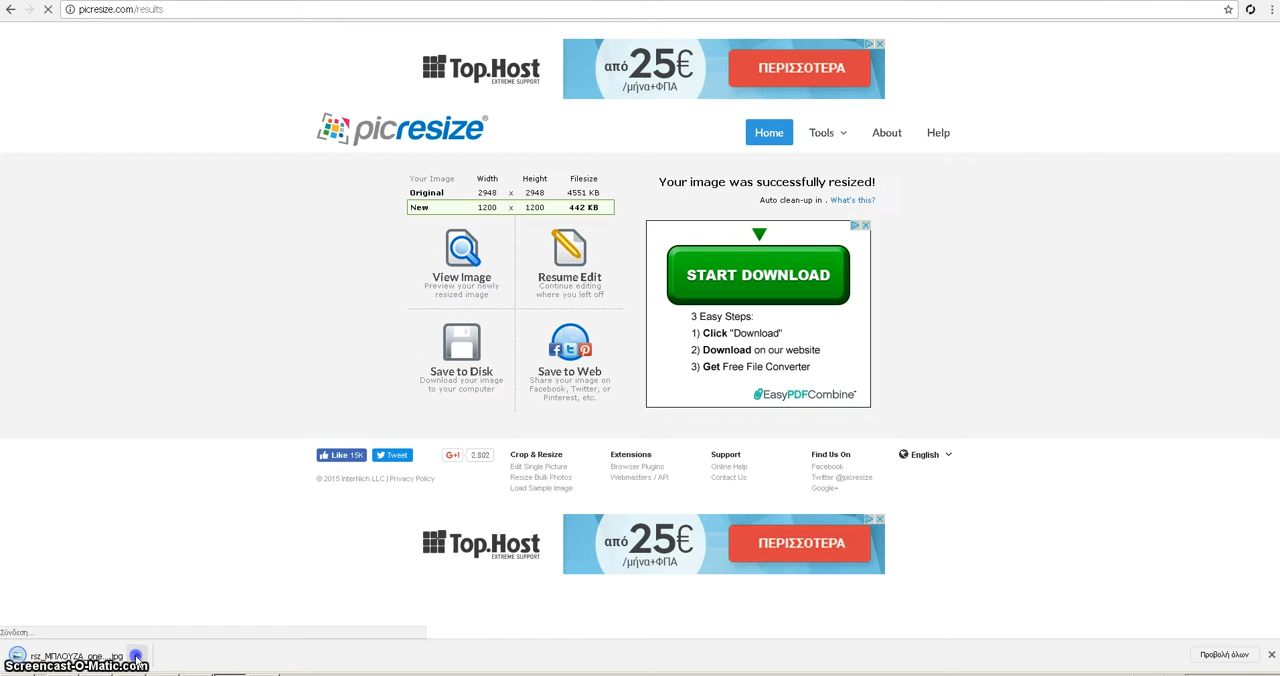 picresize.com/results
Top.Host
EXTREME SUPPORT
από 25€
/μήνα+ΦΠΑ
ΠΕΡΙΣΣΟΤΕΡΑ
picresize®
Home
Tools
About
Help
Your Image Width Height Filesize
Original 2948 x 2948 4551 KB
New 1200 x 1200 442 KB
View Image
Preview your newly
resized image
Resume Edit
Continue editing
where you left off
Save to Disk
Download your image
to your computer
Save to Web
Share your image on
Facebook, Twitter, or
Pinterest, etc.
Your image was successfully resized!
Auto clean-up in . What's this?
START DOWNLOAD
3 Easy Steps:
1) Click "Download"
2) Download on our website
3) Get Free File Converter
EasyPDFCombine™
Like 15K
Tweet
G+1 2,802
© 2015 InterNich LLC | Privacy Policy
Crop & Resize
Edit Single Picture
Resize Bulk Photos
Load Sample Image
Extensions
Browser Plugins
Webmasters / API
Support
Online Help
Contact Us
Find Us On
Facebook
Twitter @picresize
Google+
English
Top.Host
EXTREME SUPPORT
από 25€
/μήνα+ΦΠΑ
ΠΕΡΙΣΣΟΤΕΡΑ
Σύνδεση...
rsz_ΜΠΛΟΥΖΑ_one_...jpg
Προβολή όλων
Screencast-O-Matic.com